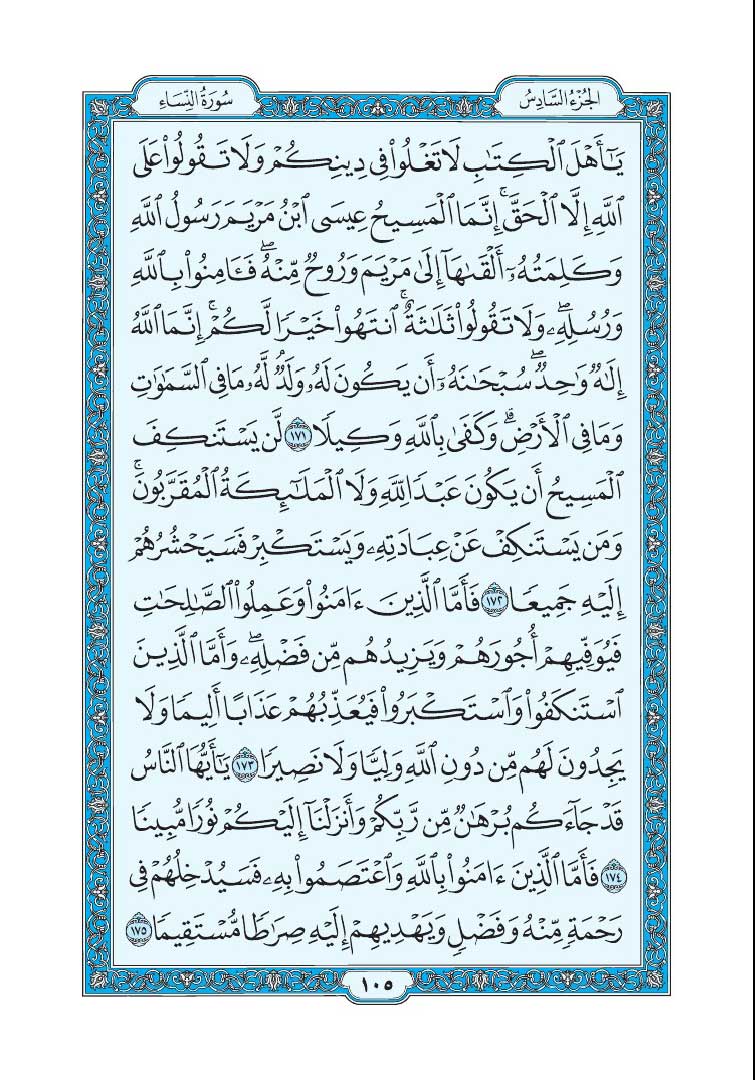 الجُزْءُ السَّادِسُ
سُورَةُ النِّسَاءِ
يَٰٓأَهۡلَ ٱلۡكِتَٰبِ لَا تَغۡلُواْ فِي دِينِكُمۡ وَلَا تَقُولُواْ عَلَى
ٱللَّهِ إِلَّا ٱلۡحَقَّۚ إِنَّمَا ٱلۡمَسِيحُ عِيسَى ٱبۡنُ مَرۡيَمَ رَسُولُ ٱللَّهِ
وَكَلِمَتُهُۥٓ أَلۡقَىٰهَآ إِلَىٰ مَرۡيَمَ وَرُوحٞ مِّنۡهُۖ فَـَٔامِنُواْ بِٱللَّهِ
وَرُسُلِهِۦۖ وَلَا تَقُولُواْ ثَلَٰثَةٌۚ ٱنتَهُواْ خَيۡرٗا لَّكُمۡۚ إِنَّمَا ٱللَّهُ
إِلَٰهٞ وَٰحِدٞۖ سُبۡحَٰنَهُۥٓ أَن يَكُونَ لَهُۥ وَلَدٞۘ لَّهُۥ مَا فِي ٱلسَّمَٰوَٰتِ
وَمَا فِي ٱلۡأَرۡضِۗ وَكَفَىٰ بِٱللَّهِ وَكِيلٗا ١٧١ لَّن يَسۡتَنكِفَ
ٱلۡمَسِيحُ أَن يَكُونَ عَبۡدٗا لِّلَّهِ وَلَا ٱلۡمَلَٰٓئِكَةُ ٱلۡمُقَرَّبُونَۚ
وَمَن يَسۡتَنكِفۡ عَنۡ عِبَادَتِهِۦ وَيَسۡتَكۡبِرۡ فَسَيَحۡشُرُهُمۡ
إِلَيۡهِ جَمِيعٗا ١٧٢ فَأَمَّا ٱلَّذِينَ ءَامَنُواْ وَعَمِلُواْ ٱلصَّٰلِحَٰتِ
فَيُوَفِّيهِمۡ أُجُورَهُمۡ وَيَزِيدُهُم مِّن فَضۡلِهِۦۖ وَأَمَّا ٱلَّذِينَ
ٱسۡتَنكَفُواْ وَٱسۡتَكۡبَرُواْ فَيُعَذِّبُهُمۡ عَذَابًا أَلِيمٗا وَلَا
يَجِدُونَ لَهُم مِّن دُونِ ٱللَّهِ وَلِيّٗا وَلَا نَصِيرٗا ١٧٣ يَٰٓأَيُّهَا ٱلنَّاسُ
قَدۡ جَآءَكُم بُرۡهَٰنٞ مِّن رَّبِّكُمۡ وَأَنزَلۡنَآ إِلَيۡكُمۡ نُورٗا مُّبِينٗا
١٧٤ فَأَمَّا ٱلَّذِينَ ءَامَنُواْ بِٱللَّهِ وَٱعۡتَصَمُواْ بِهِۦ فَسَيُدۡخِلُهُمۡ فِي
رَحۡمَةٖ مِّنۡهُ وَفَضۡلٖ وَيَهۡدِيهِمۡ إِلَيۡهِ صِرَٰطٗا مُّسۡتَقِيمٗا ١٧٥
١٠٥